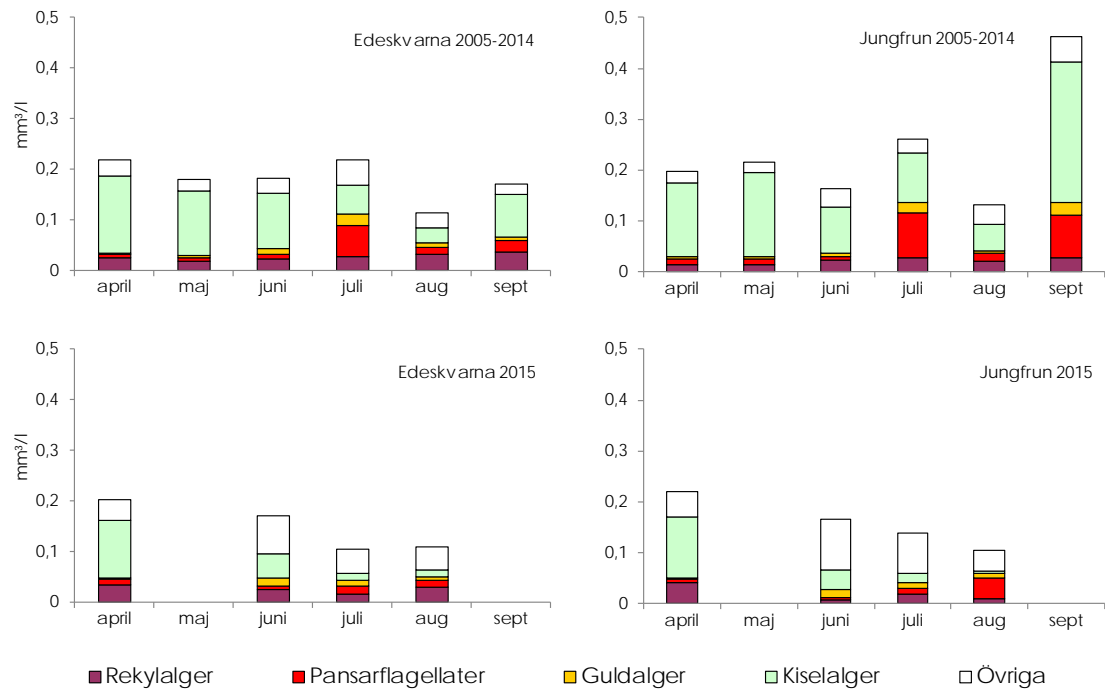 Edeskvarna 2005-2014
mm³/l
0,5
0,4
0,3
0,2
0,1
0
april maj juni juli aug sept
Jungfrun 2005-2014
0,5
0,4
0,3
0,2
0,1
0
april maj juni juli aug sept
Edeskvarna 2015
mm³/l
0,5
0,4
0,3
0,2
0,1
0
april maj juni juli aug sept
Jungfrun 2015
0,5
0,4
0,3
0,2
0,1
0
april maj juni juli aug sept
Rekylalger Pansarflagellater Guldalger Kiselalger Övriga